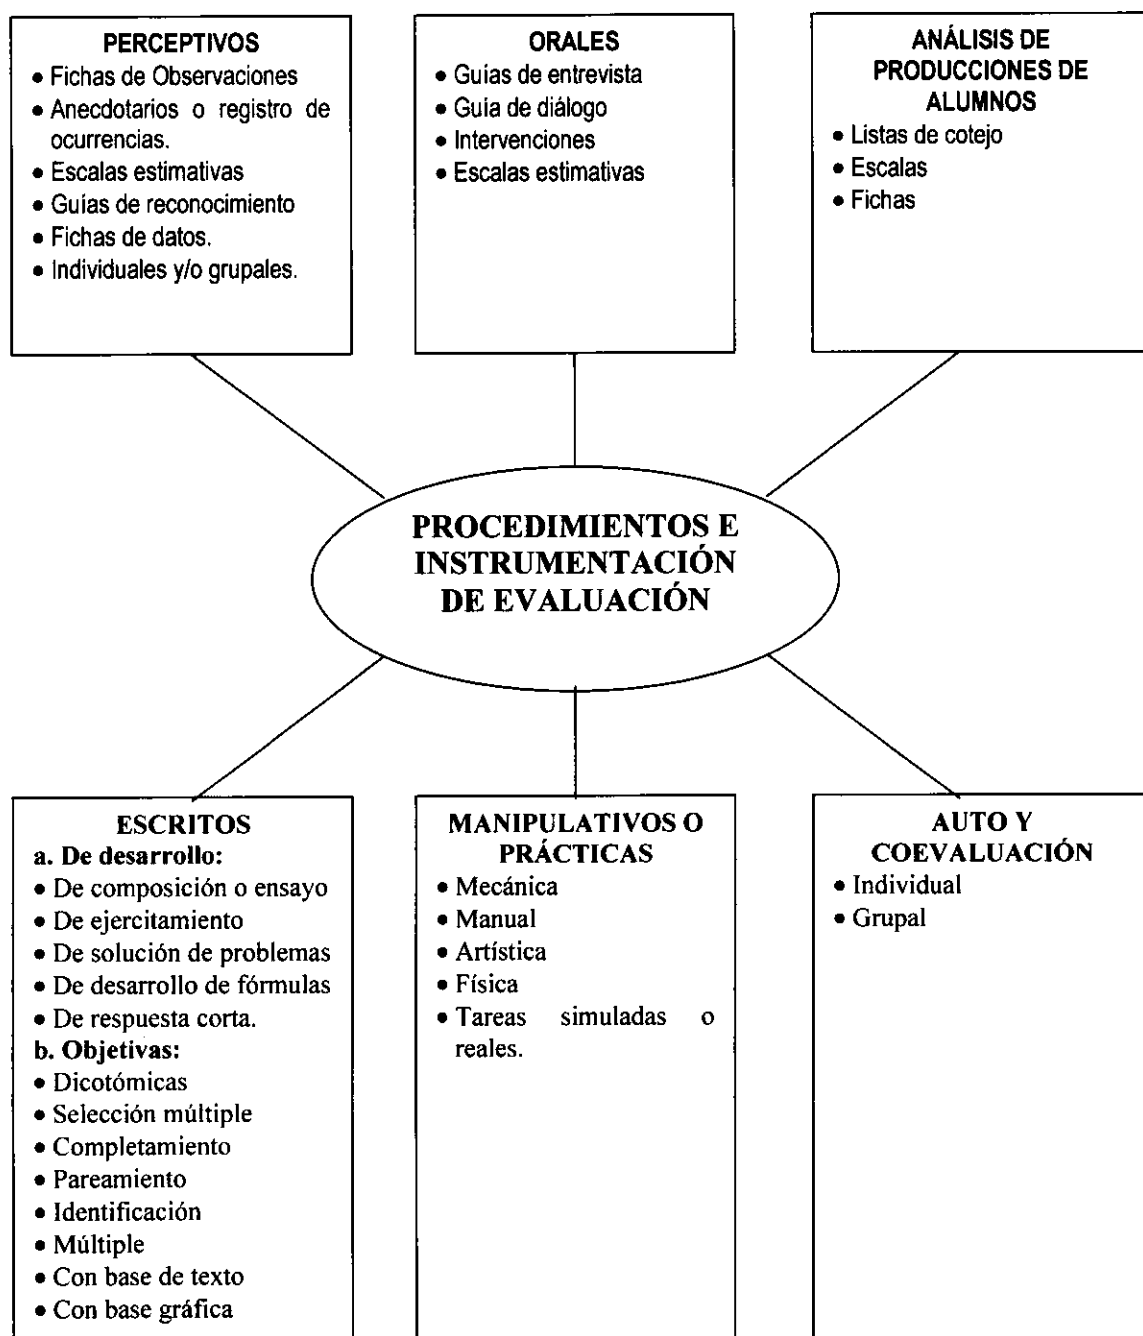 PERCEPTIVOS
• Fichas de Observaciones
• Anecdotarios o registro de
ocurrencias.
• Escalas estimativas
• Guías de reconocimiento
• Fichas de datos.
• Individuales y/o grupales.
ORALES
• Guías de entrevista
• Guía de diálogo
• Intervenciones
• Escalas estimativas
ANÁLISIS DE
PRODUCCIONES DE
ALUMNOS
• Listas de cotejo
• Escalas
• Fichas
PROCEDIMIENTOS E
INSTRUMENTACIÓN
DE EVALUACIÓN
ESCRITOS
a. De desarrollo:
• De composición o ensayo
• De ejercitamiento
• De solución de problemas
• De desarrollo de fórmulas
• De respuesta corta.
b. Objetivas:
• Dicotómicas
• Selección múltiple
• Completamiento
• Pareamiento
• Identificación
• Múltiple
• Con base de texto
• Con base gráfica
MANIPULATIVOS O
PRÁCTICAS
• Mecánica
• Manual
• Artística
• Física
• Tareas simuladas o
reales.
AUTO Y
COEVALUACIÓN
• Individual
• Grupal